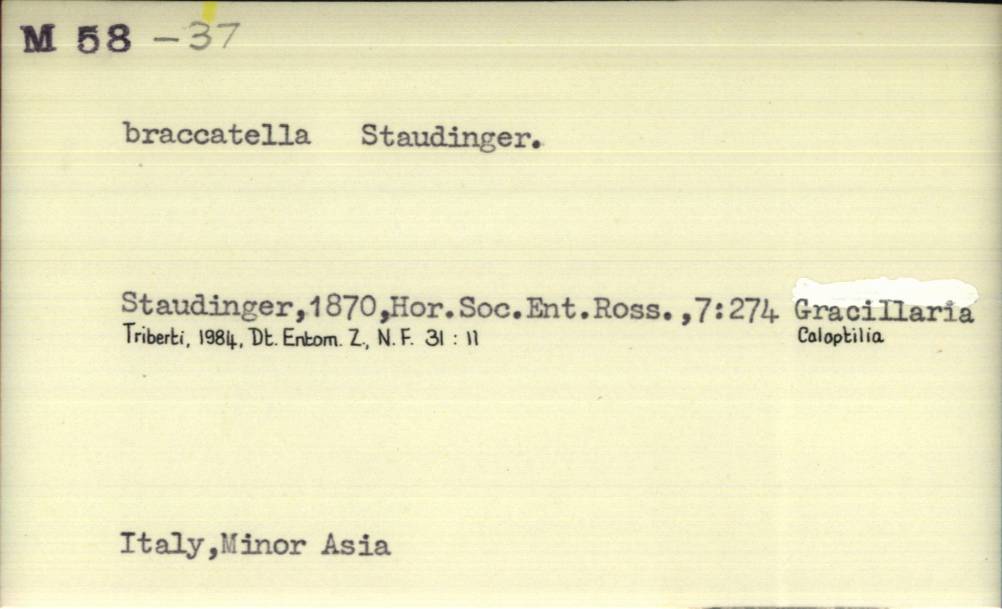 M 58 -37
braccatella Staudinger.
Staudinger,1870,Hor.Soc.Ent.Ross.,7:274 Gracillaria
Triberti, 1984, Dt. Entom. Z., N. F. 31 : 11 Caloptilia
Italy,Minor Asia